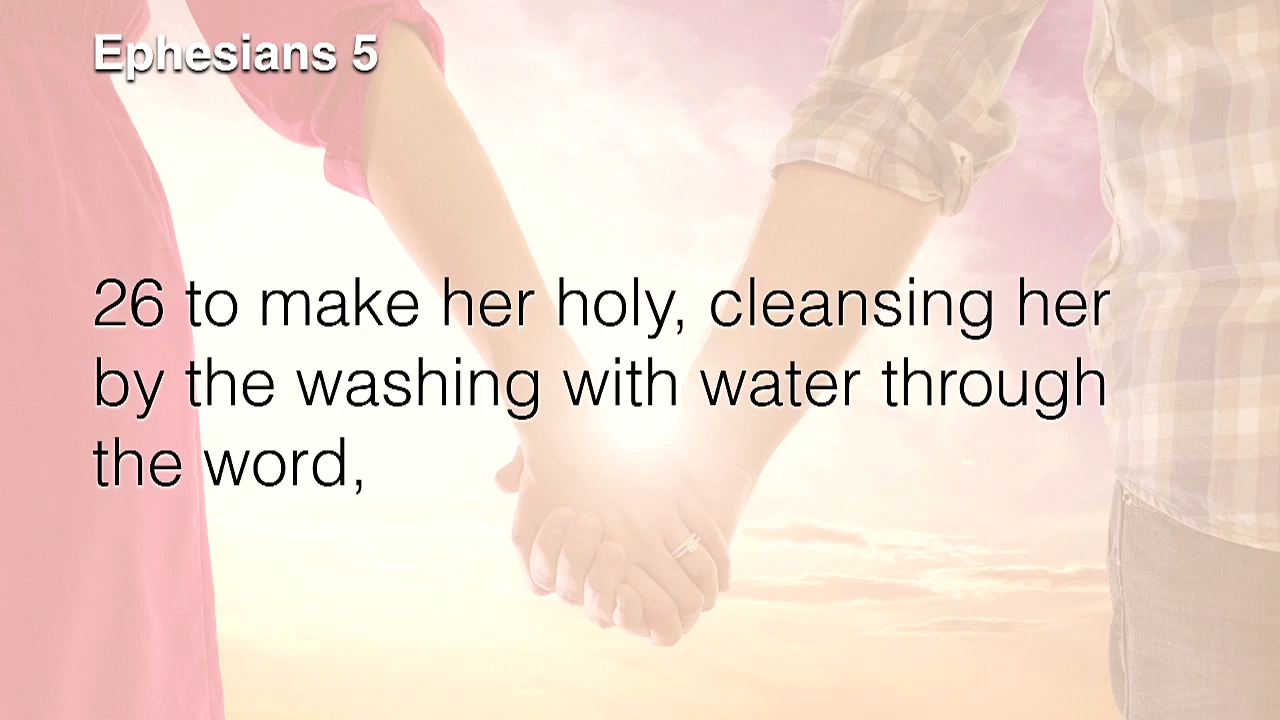 Ephesians 5
26 to make her holy, cleansing her
by the washing with water through
the word,